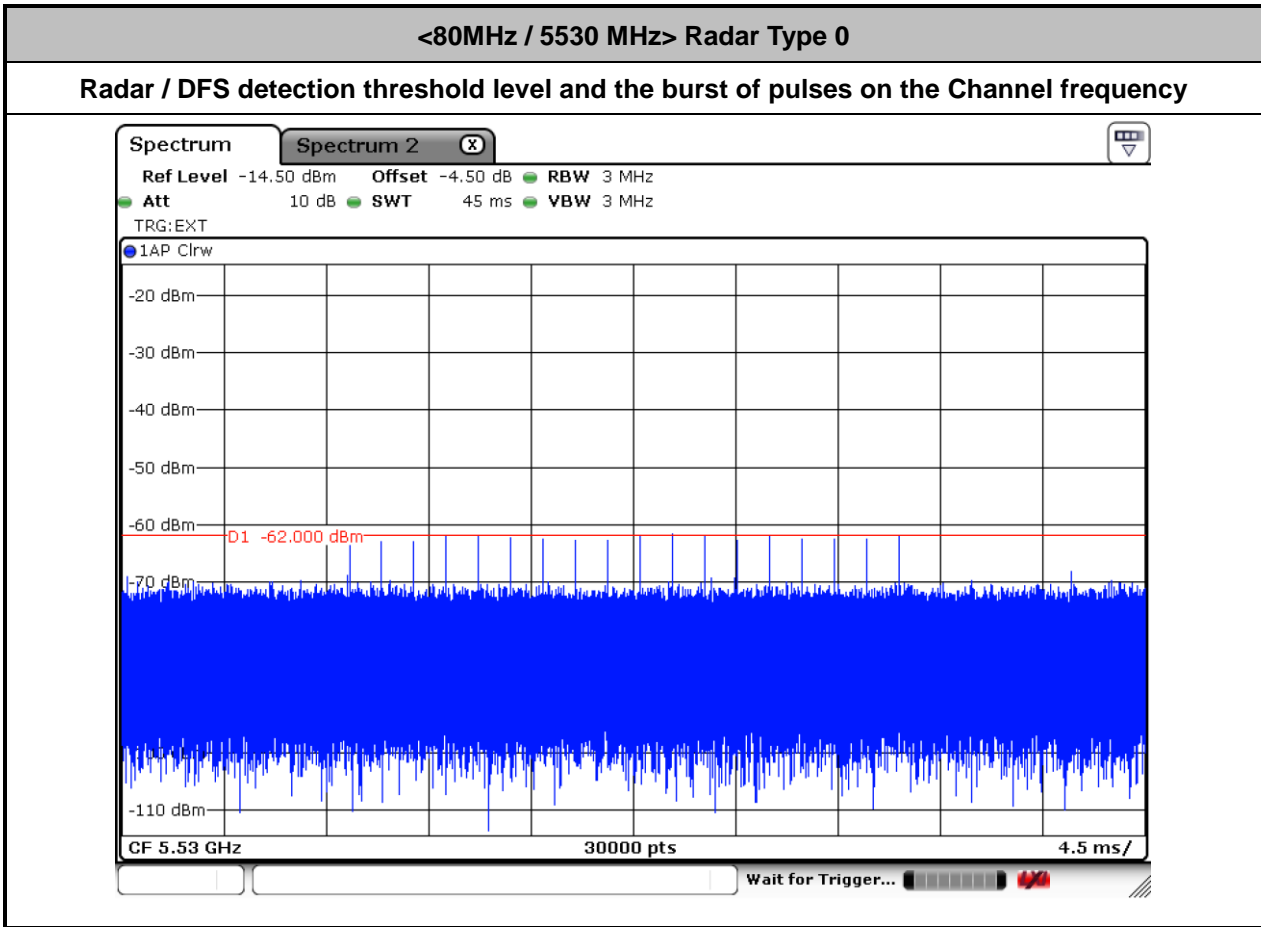 <80MHz / 5530 MHz> Radar Type 0
Radar / DFS detection threshold level and the burst of pulses on the Channel frequency
Spectrum Spectrum 2 X
Ref Level -14.50 dBm Offset -4.50 dB RBW 3 MHz
Att 10 dB SWT 45 ms VBW 3 MHz
TRG:EXT
1AP Clrw
-20 dBm
-30 dBm
-40 dBm
-50 dBm
-60 dBm
D1 -62.000 dBm
-70 dBm
-110 dBm
CF 5.53 GHz 30000 pts 4.5 ms/
Wait for Trigger...